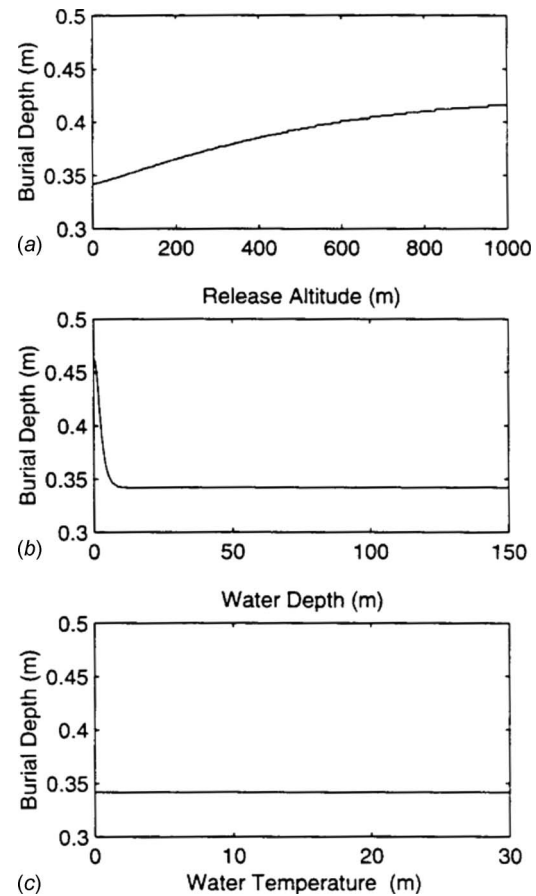 0.5
0.45
0.4
0.35
0.3
Burial Depth (m)
(a)
0 200 400 600 800 1000
Release Altitude (m)
0.5
0.45
0.4
0.35
0.3
Burial Depth (m)
(b)
0 50 100 150
Water Depth (m)
0.5
0.45
0.4
0.35
0.3
Burial Depth (m)
(c)
0 10 20 30
Water Temperature (m)